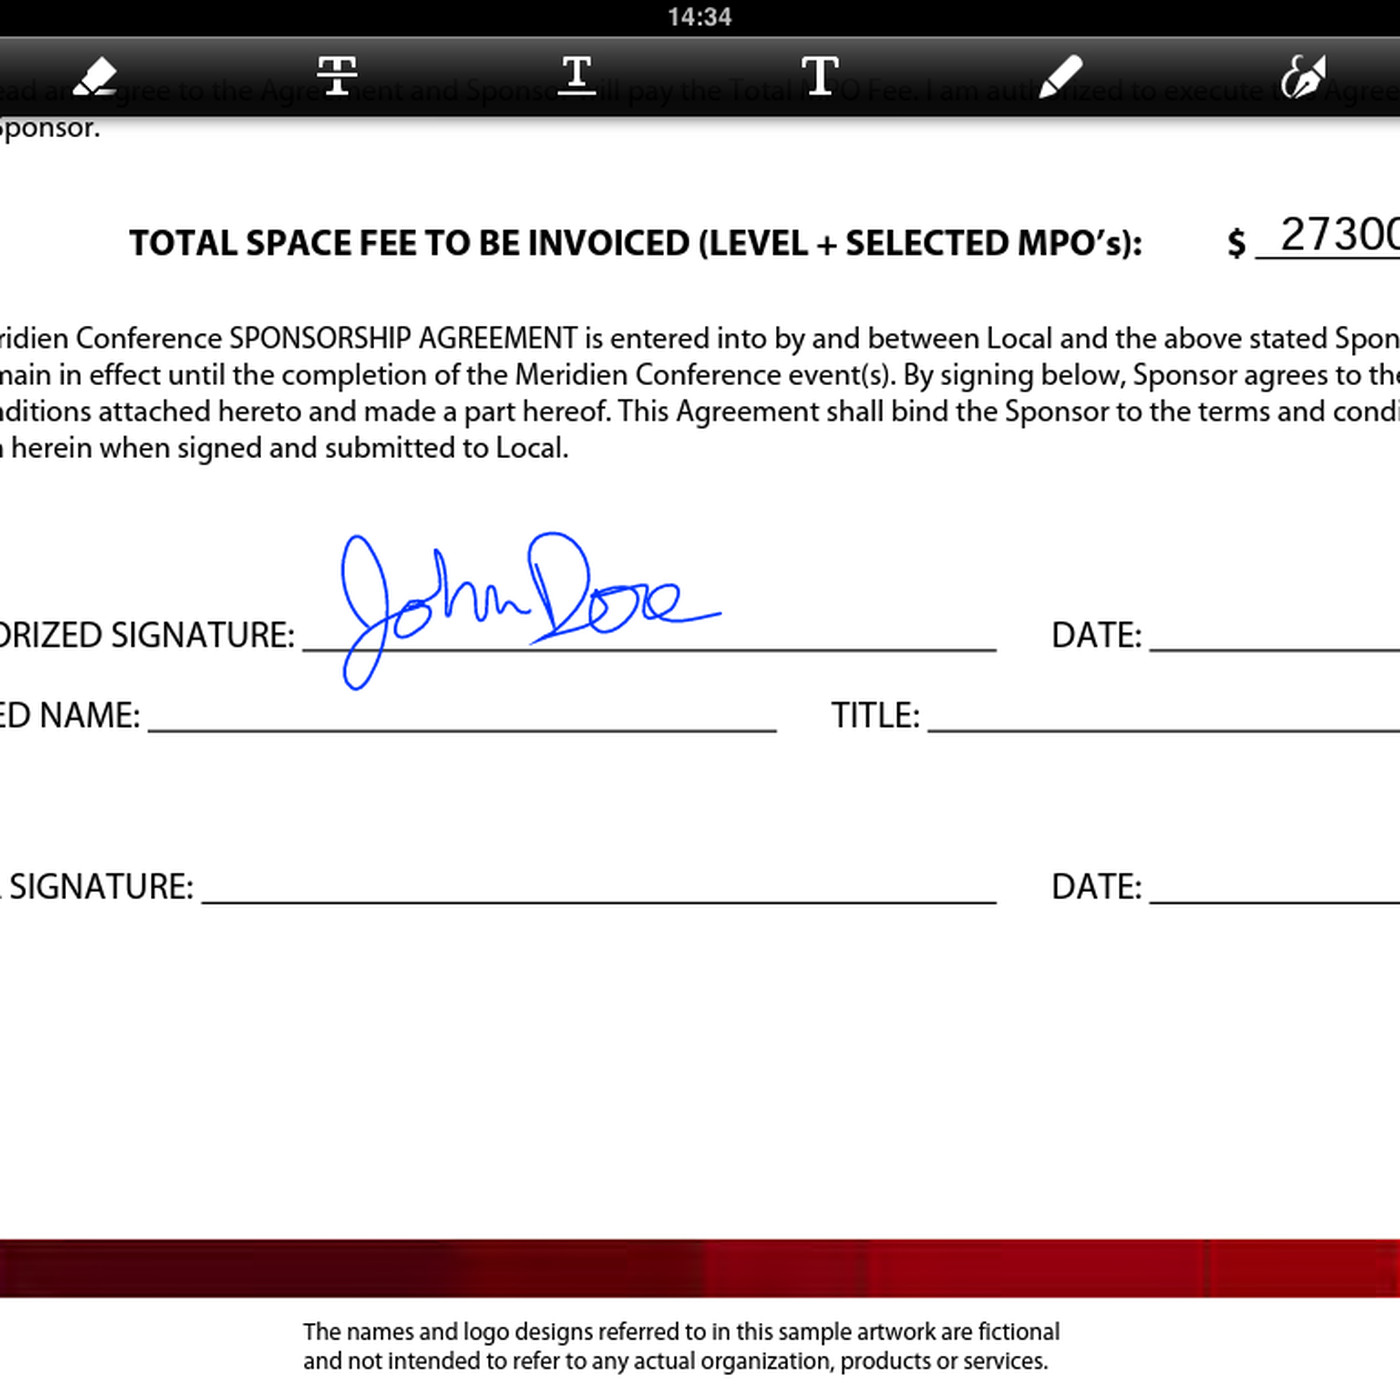 14:34
ead and agree to the Agreement and Sponsor will pay the Total MPO Fee. I am authorized to execute this Agree
Sponsor.
TOTAL SPACE FEE TO BE INVOICED (LEVEL + SELECTED MPO's): $ 27300
ridien Conference SPONSORSHIP AGREEMENT is entered into by and between Local and the above stated Spon
main in effect until the completion of the Meridien Conference event(s). By signing below, Sponsor agrees to the
nditions attached hereto and made a part hereof. This Agreement shall bind the Sponsor to the terms and condi
herein when signed and submitted to Local.
John Doe
ORIZED SIGNATURE: DATE:
ED NAME: TITLE:
SIGNATURE: DATE:
The names and logo designs referred to in this sample artwork are fictional
and not intended to refer to any actual organization, products or services.